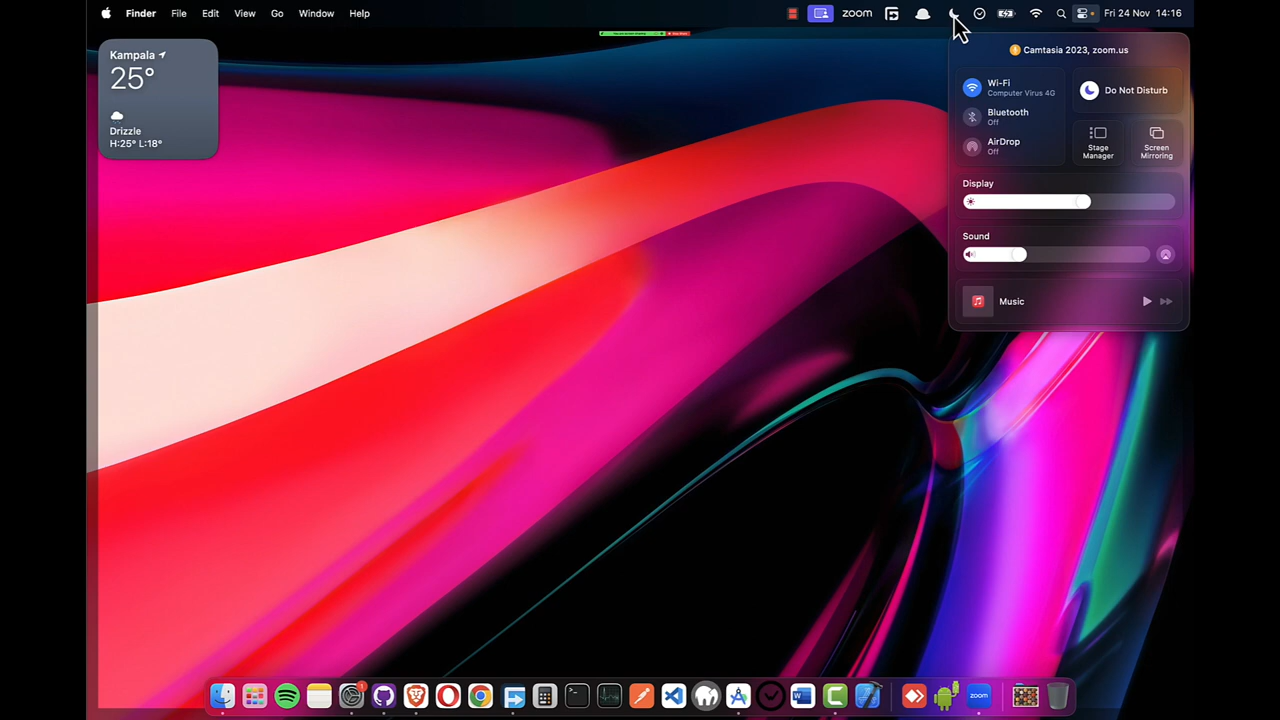 Finder File Edit View Go Window Help zoom Fri 24 Nov 14:16
Kampala
25°
Drizzle
H:25° L:18°
Camtasia 2023, zoom.us
Wi-Fi
Computer Virus 4G
Bluetooth
Off
AirDrop
Off
Do Not Disturb
Stage
Manager
Screen
Mirroring
Display
Sound
Music
1
zoom